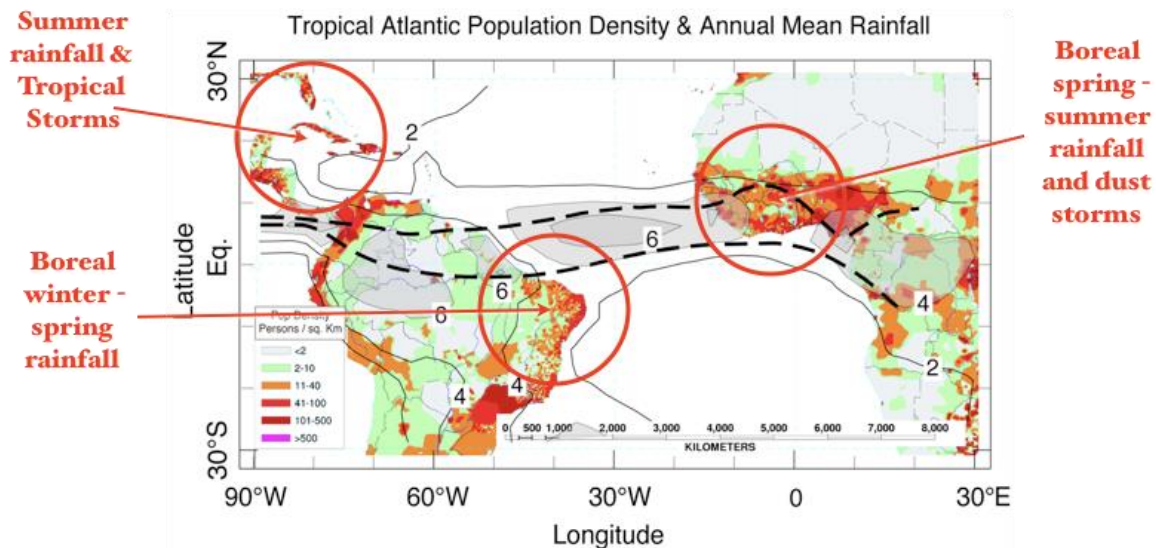 Tropical Atlantic Population Density & Annual Mean Rainfall
Summer
rainfall &
Tropical
Storms
Boreal
spring -
summer
rainfall
and dust
storms
Boreal
winter -
spring
rainfall
30°N
Eq.
30°S
Latitude
2
6
6
6
4
4
4
2
Pop Density
Persons / sq. Km
<2
2-10
11-40
41-100
101-500
>500
0 500 1,000 2,000 3,000 4,000 5,000 6,000 7,000 8,000
KILOMETERS
90°W 60°W 30°W 0 30°E
Longitude